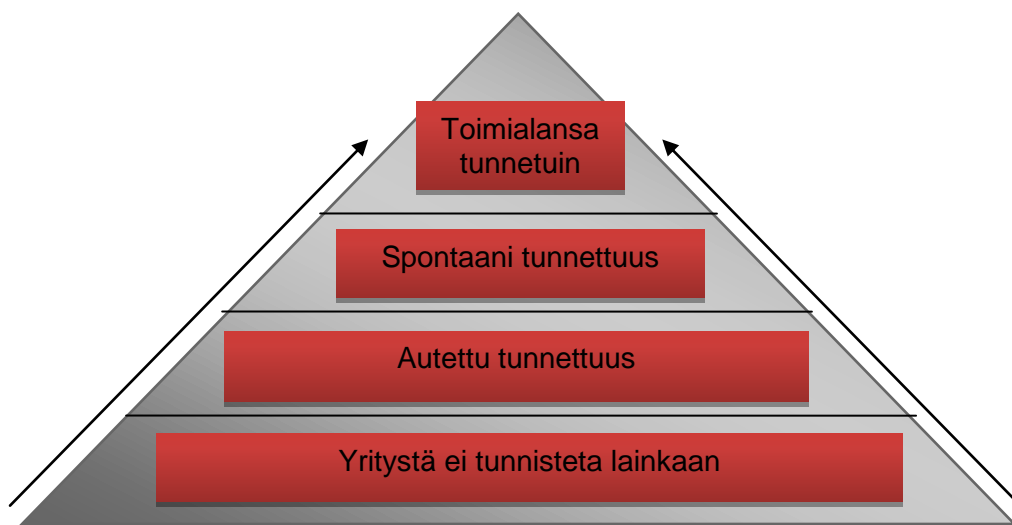 Toimialansa
tunnetuin
Spontaani tunnettuus
Autettu tunnettuus
Yritystä ei tunnisteta lainkaan